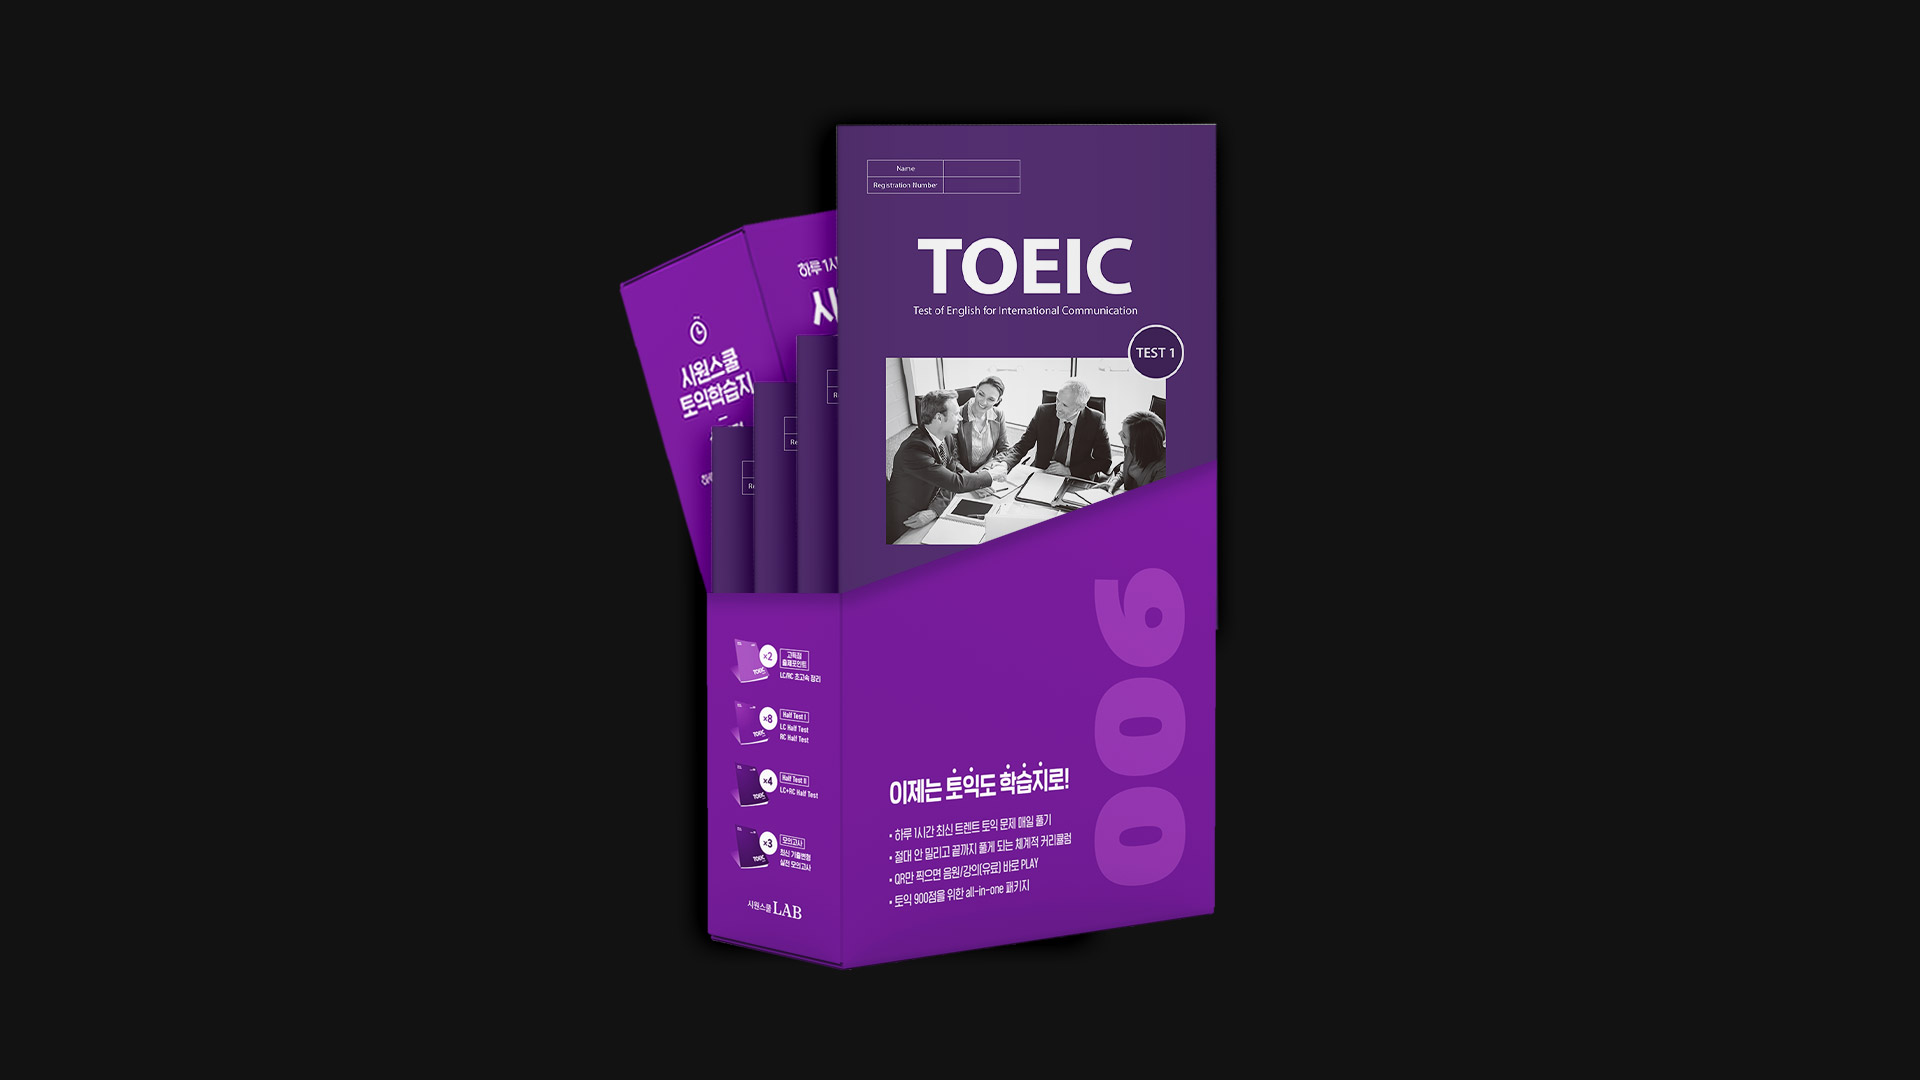 Name
Registration Number
TOEIC
Test of English for International Communication
TEST 1
하루 1시
시
시원스쿨
토익학습지
Re
Re
R
×2
고득점
출제포인트
LC/RC 초고속 정리
×8
Half Test I
LC Half Test
RC Half Test
×4
Half Test II
LC+RC Half Test
×3
모의고사
최신 기출변형
실전 모의고사
TOEIC
TOEIC
TOEIC
TOEIC
시원스쿨 LAB
900
이제는 토익도 학습지로!
• 하루 1시간 최신 트렌트 토익 문제 매일 풀기
• 절대 안 밀리고 끝까지 풀게 되는 체계적 커리큘럼
• QR만 찍으면 음원/강의(유료) 바로 PLAY
• 토익 900점을 위한 all-in-one 패키지